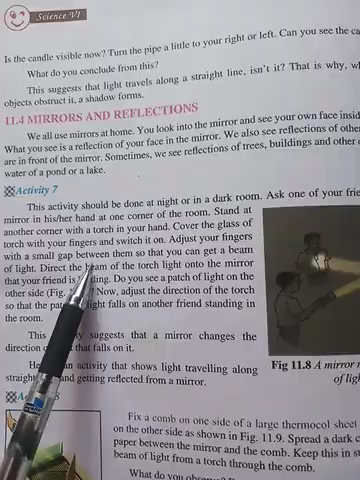 Science VI
Is the candle visible now? Turn the pipe a little to your right or left. Can you see the
What do you conclude from this?
This suggests that light travels along a straight line, isn't it? That is why,
objects obstruct it, a shadow forms.
11.4 MIRRORS AND REFLECTIONS
We all use mirrors at home. You look into the mirror and see your own face
What you see is a reflection of your face in the mirror. We also see reflections of
are in front of the mirror. Sometimes, we see reflections of trees, buildings and other
water of a pond or a lake.
Activity 7
This activity should be done at night or in a dark room. Ask one of your
mirror in his/her hand at one corner of the room. Stand at
another corner with a torch in your hand. Cover the glass of
torch with your fingers and switch it on. Adjust your fingers
with a small gap between them so that you can get a beam
of light. Direct the beam of the torch light onto the mirror
that your friend is. Do you see a patch of light on the
other side (Fig. Now, adjust the direction of the torch
so that the light falls on another friend standing in
the room.
suggests that a mirror changes the
direction that falls on it.
an activity that shows light travelling along
straight and getting reflected from a mirror.
Fig 11.8 A mirror
8
Fix a comb on one side of a large thermocol sheet
on the other side as shown in Fig. 11.9. Spread a dark
paper between the mirror and the comb. Keep this in
beam of light from a torch through the comb.
What do you